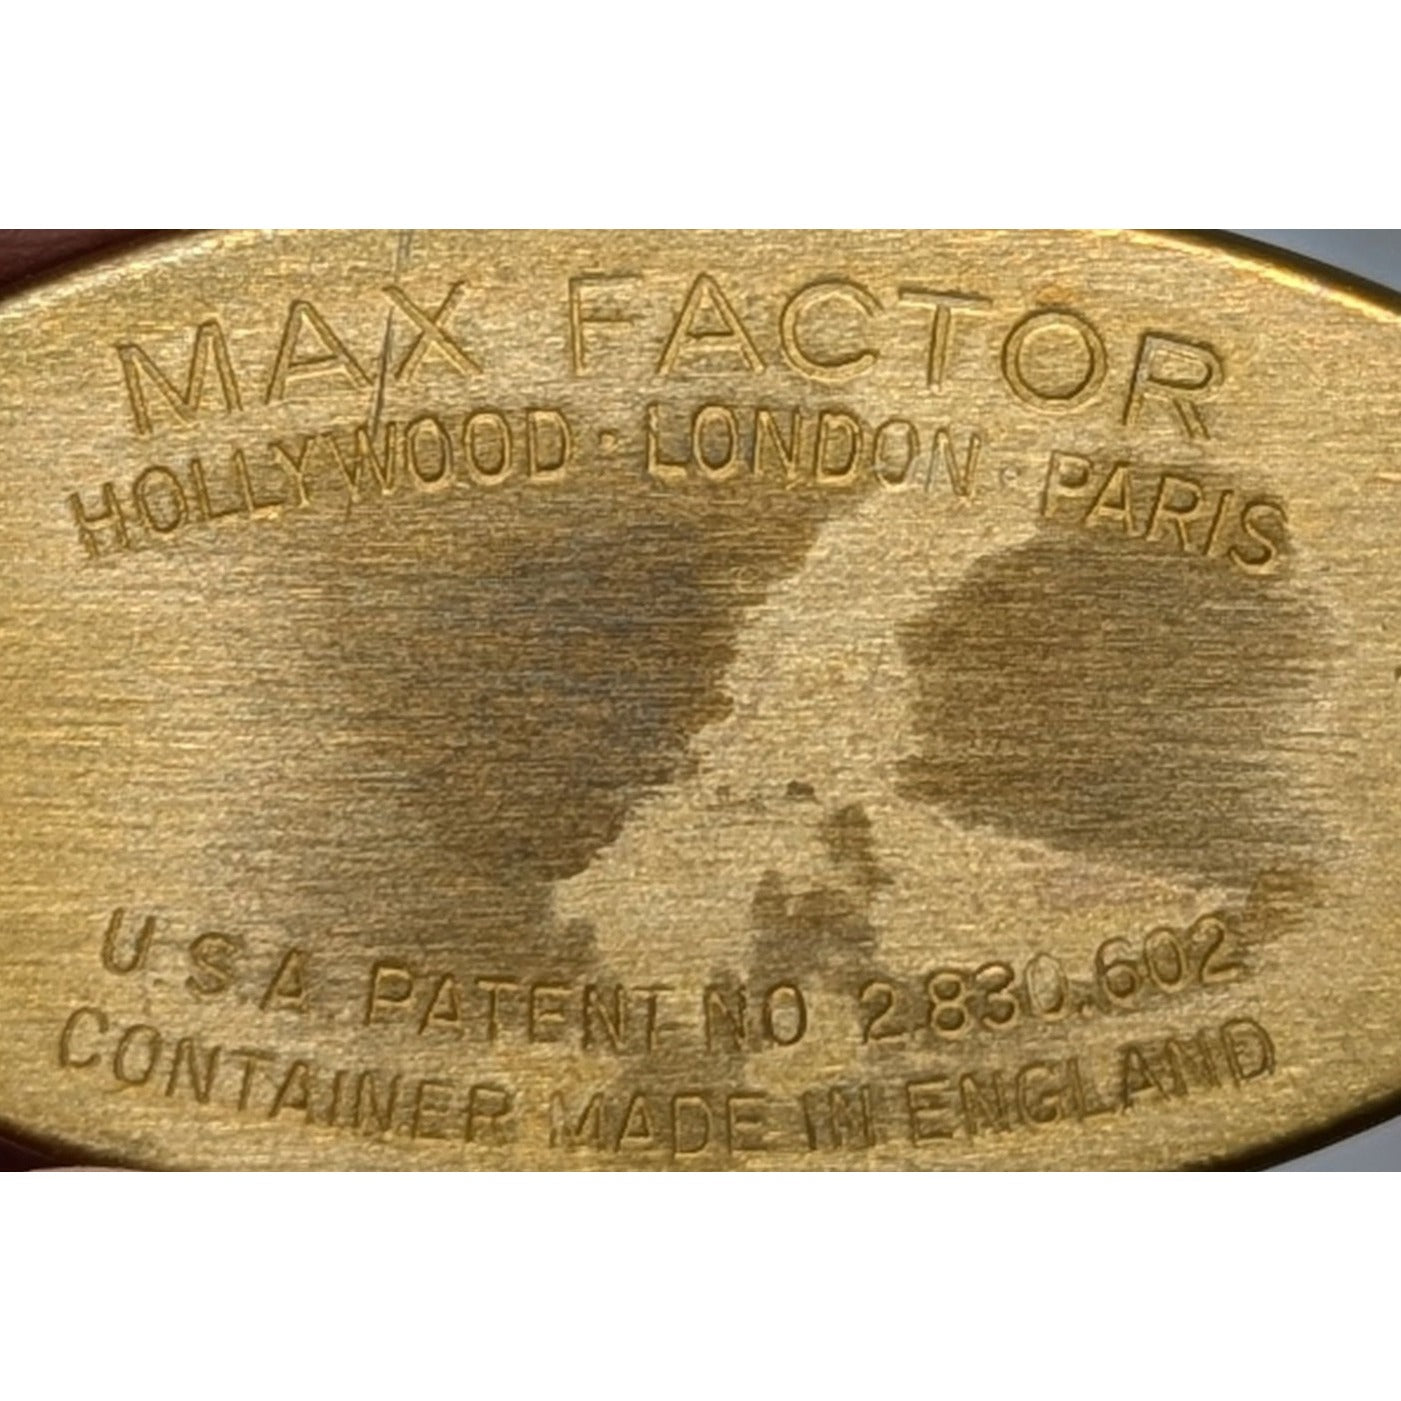 MAX FACTOR
HOLLYWOOD · LONDON · PARIS
U.S.A. PATENT NO 2.830.602
CONTAINER MADE IN ENGLAND